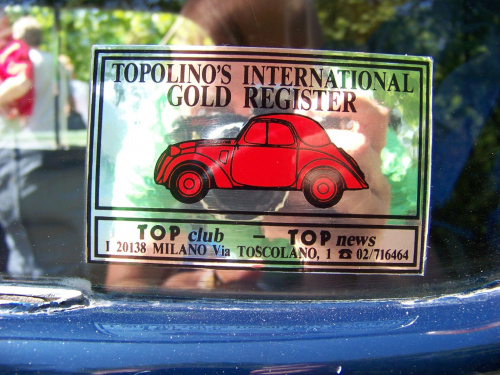 TOPOLINO'S INTERNATIONAL
GOLD REGISTER
TOP club – TOP news
I 20138 MILANO Via TOSCOLANO, 1 ☎ 02/716464